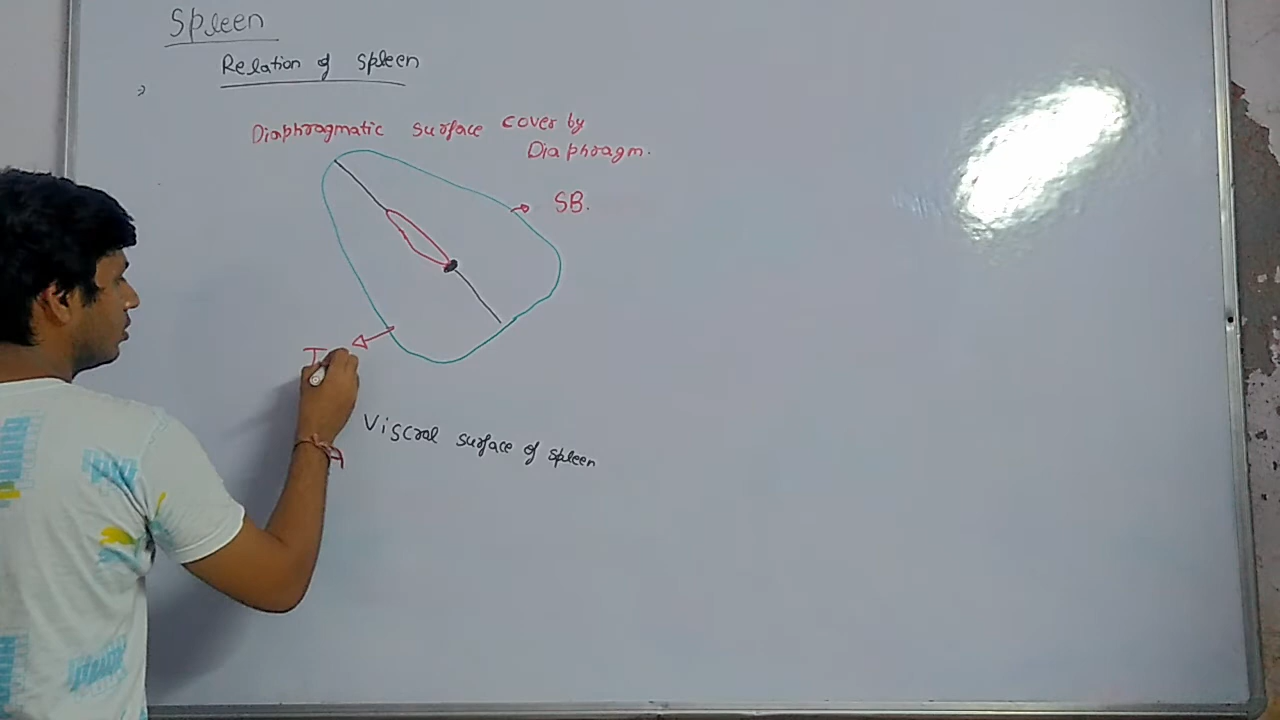 Spleen
Relation of spleen
Diaphragmatic surface cover by
Diaphragm.
SB.
I
Viscral surface of spleen